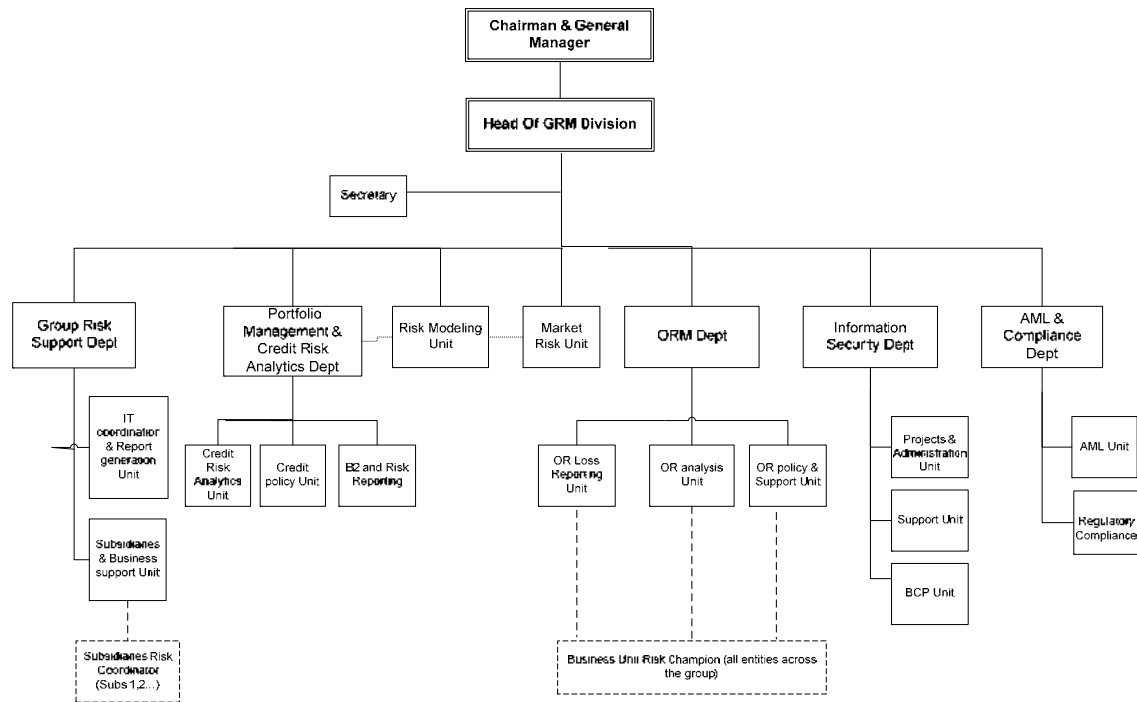 Chairman & General
Manager
Head Of GRM Division
Secretary
Group Risk
Support Dept
Portfolio
Management &
Credit Risk
Analytics Dept
Risk Modeling
Unit
Market
Risk Unit
ORM Dept
Information
Security Dept
AML &
Compliance
Dept
IT
coordination
& Report
generation
Unit
Subsidiaries
& Business
support Unit
Subsidiaries Risk
Coordinator
(Subs 1,2...)
Credit
Risk
Analytics
Unit
Credit
policy Unit
B2 and Risk
Reporting
OR Loss
Reporting
Unit
OR analysis
Unit
OR policy &
Support Unit
Business Unit Risk Champion (all entities across
the group)
Projects &
Administration
Unit
Support Unit
BCP Unit
AML Unit
Regulatory
Compliance